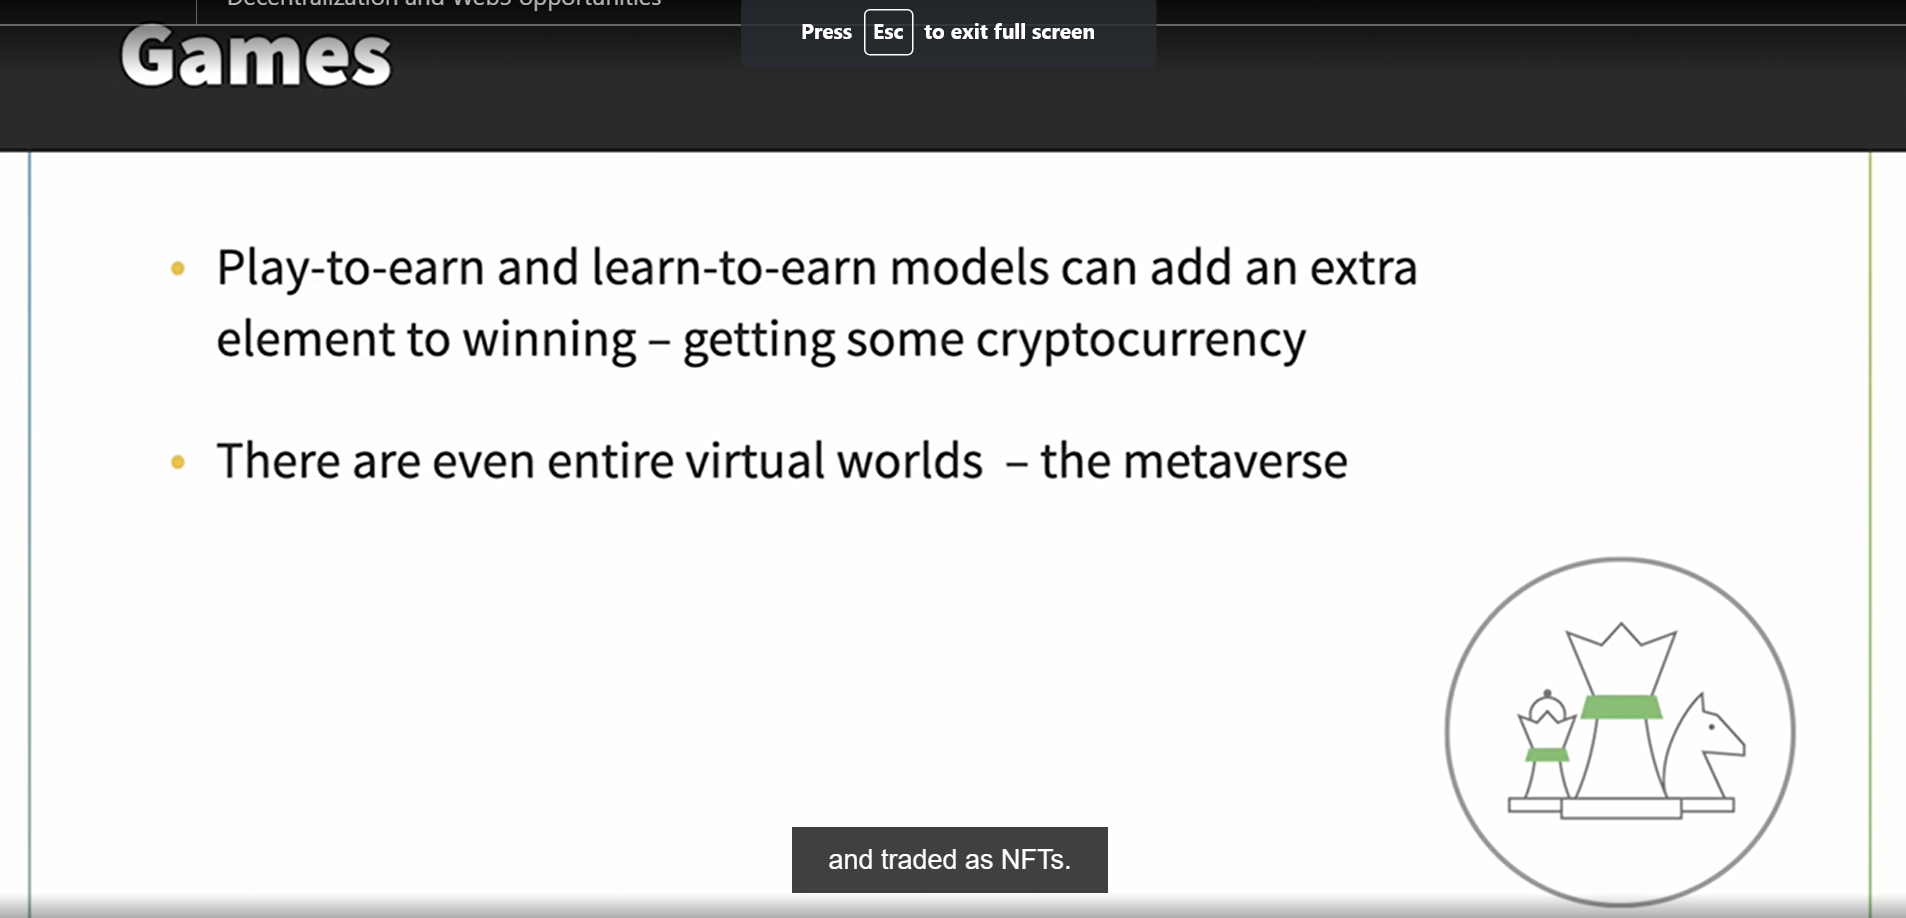 Decentralization and Web3 opportunities
Press Esc to exit full screen
Games
• Play-to-earn and learn-to-earn models can add an extra
element to winning – getting some cryptocurrency
• There are even entire virtual worlds – the metaverse
and traded as NFTs.